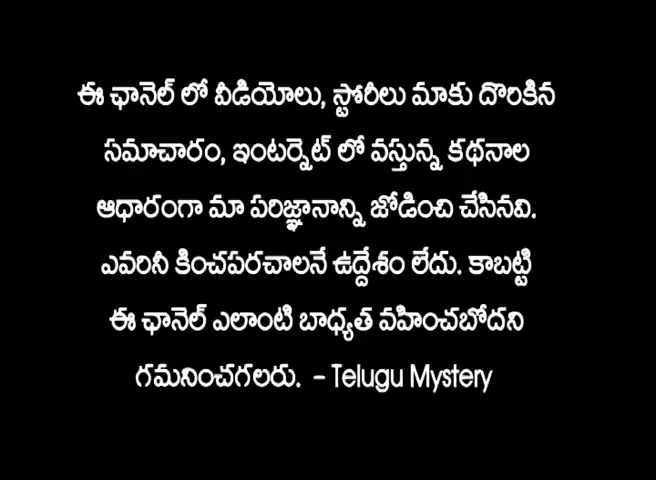 ఈ ఛానెల్ లో వీడియోలు, స్టోరీలు మాకు దొరికిన
సమాచారం, ఇంటర్నెట్ లో వస్తున్న కథనాల
ఆధారంగా మా పరిజ్ఞానాన్ని జోడించి చేసినవి.
ఎవరినీ కించపరచాలనే ఉద్దేశం లేదు. కాబట్టి
ఈ ఛానెల్ ఎలాంటి బాధ్యత వహించబోదని
గమనించగలరు. - Telugu Mystery